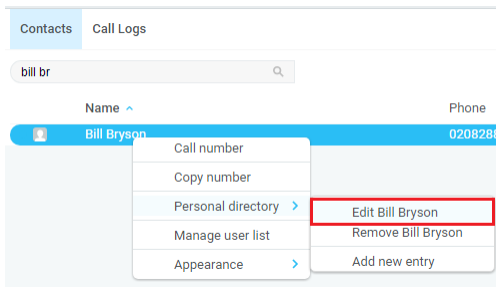 Contacts Call Logs
bill br
Name Phone
Bill Bryson 0208288
Call number
Copy number
Personal directory
Edit Bill Bryson
Remove Bill Bryson
Add new entry
Manage user list
Appearance